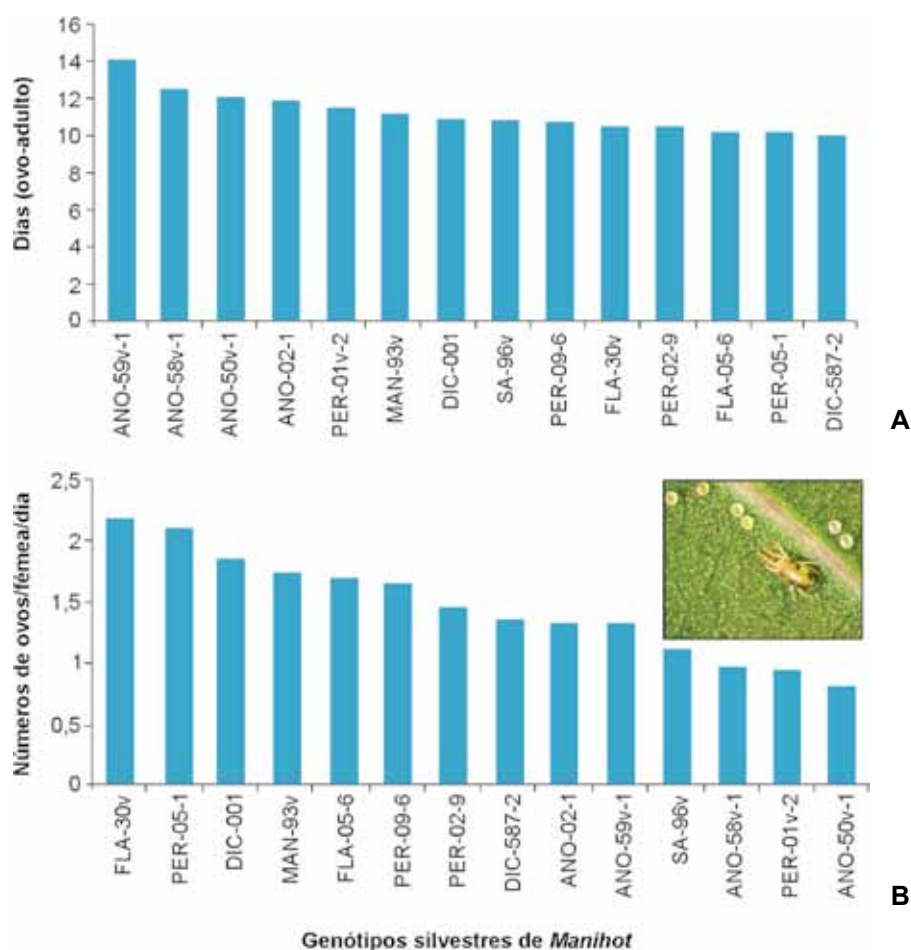 Dias (ovo-adulto)
16
14
12
10
8
6
4
2
0
ANO-59v-1
ANO-58v-1
ANO-50v-1
ANO-02-1
PER-01v-2
MAN-93v
DIC-001
SA-96v
PER-09-6
FLA-30v
PER-02-9
FLA-05-6
PER-05-1
DIC-587-2
A
Números de ovos/fêmea/dia
2,5
2
1,5
1
0,5
0
FLA-30v
PER-05-1
DIC-001
MAN-93v
FLA-05-6
PER-09-6
PER-02-9
DIC-587-2
ANO-02-1
ANO-59v-1
SA-96v
ANO-58v-1
PER-01v-2
ANO-50v-1
B
Genótipos silvestres de Manihot